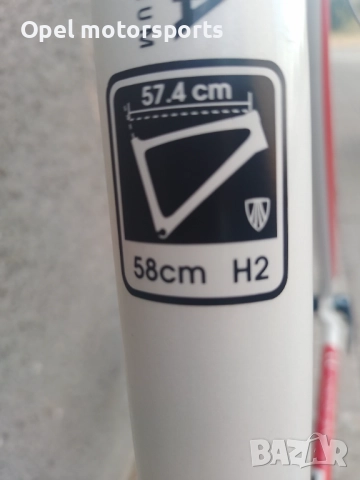 Opel motorsports
57.4 cm
58cm H2
BAZAR